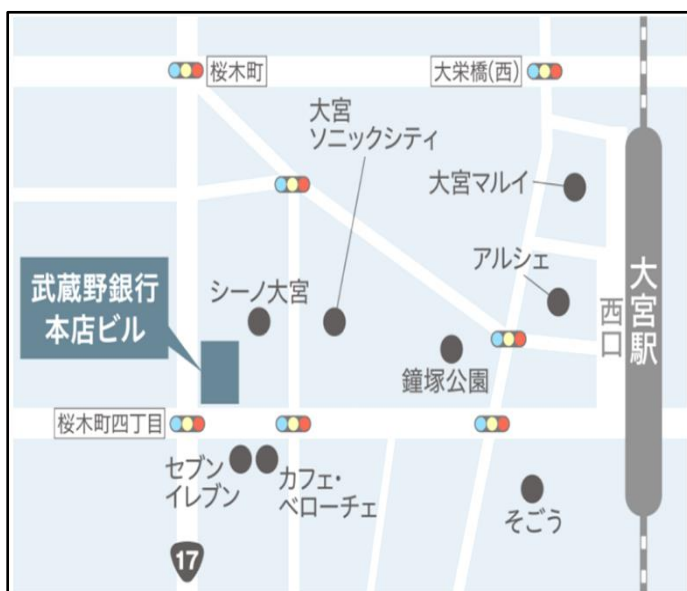 桜木町
大栄橋(西)
大宮
ソニックシティ
大宮マルイ
アルシェ
大宮駅
西口
武蔵野銀行
本店ビル
シーノ大宮
鐘塚公園
桜木町四丁目
セブン
イレブン
カフェ・
ベローチェ
そごう
17